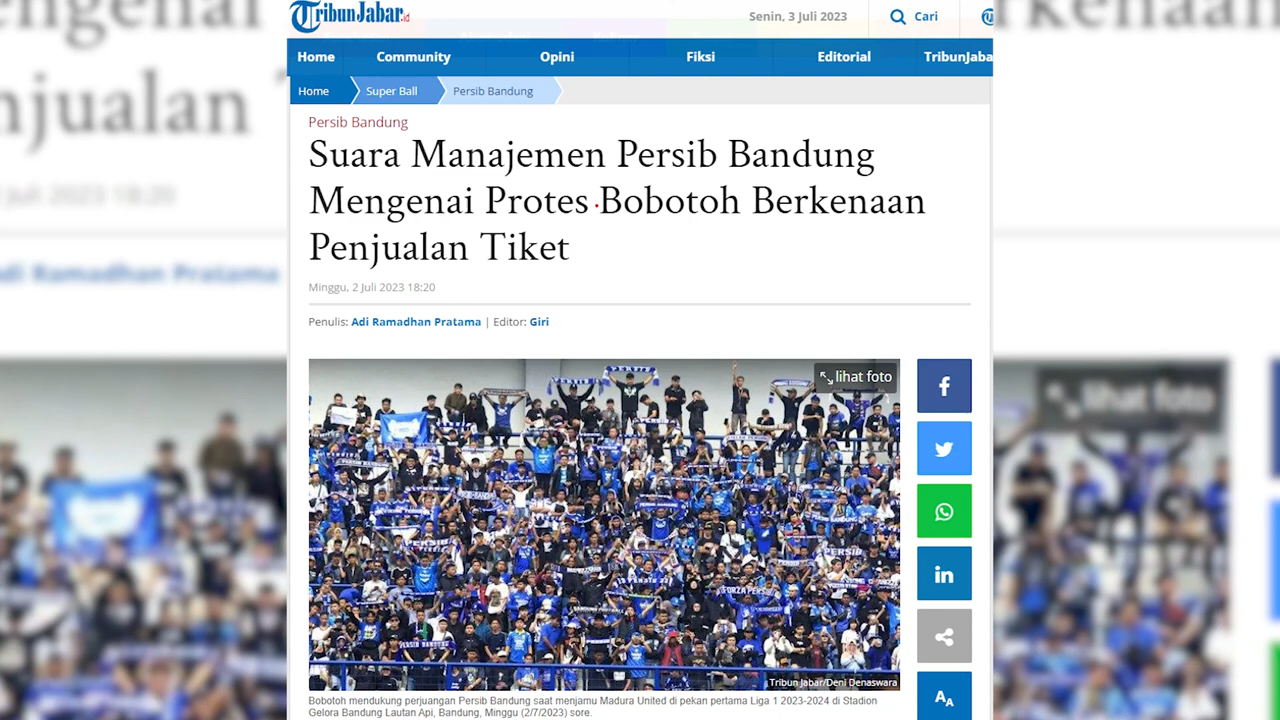 TribunJabar.id
Senin, 3 Juli 2023
Cari
Home Community Opini Fiksi Editorial TribunJaba
Home Super Ball Persib Bandung
Persib Bandung
Suara Manajemen Persib Bandung
Mengenai Protes Bobotoh Berkenaan
Penjualan Tiket
Minggu, 2 Juli 2023 18:20
Penulis: Adi Ramadhan Pratama | Editor: Giri
lihat foto
Tribun Jabar/Deni Denaswara
Bobotoh mendukung perjuangan Persib Bandung saat menjamu Madura United di pekan pertama Liga 1 2023-2024 di Stadion
Gelora Bandung Lautan Api, Bandung, Minggu (2/7/2023) sore.